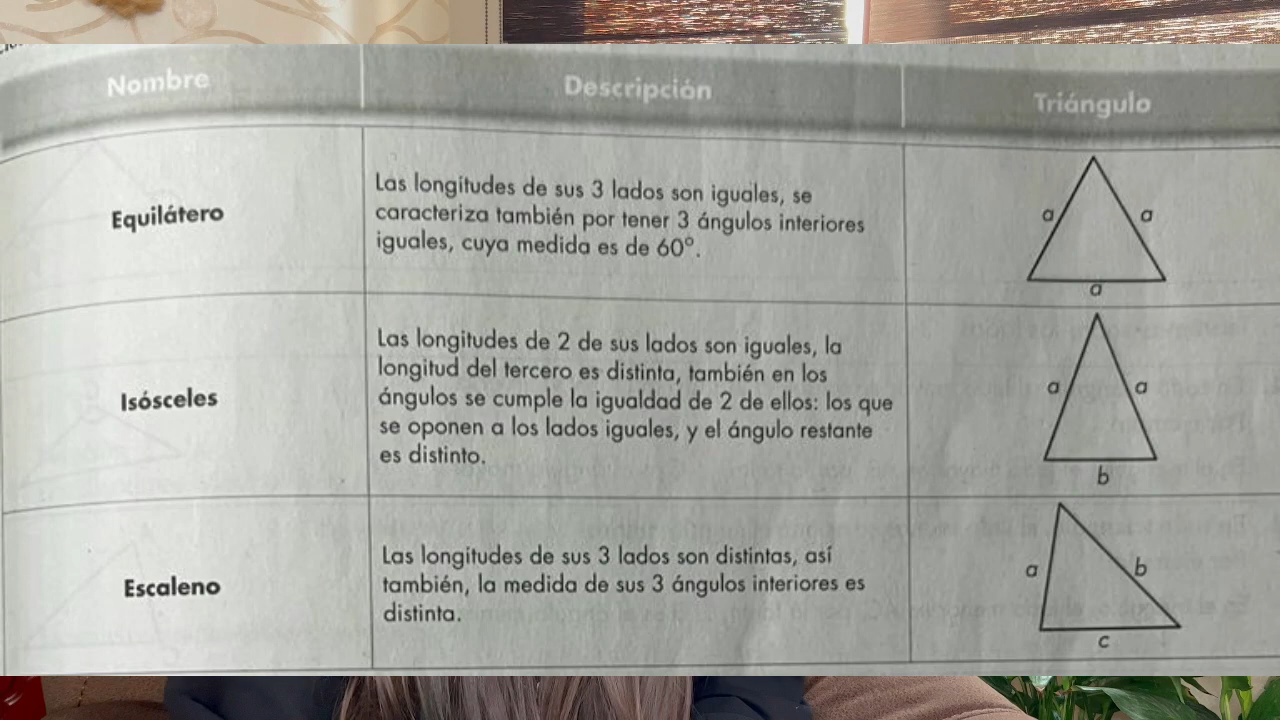 Nombre
Descripción
Triángulo
Equilátero
Las longitudes de sus 3 lados son iguales, se
caracteriza también por tener 3 ángulos interiores
iguales, cuya medida es de 60°.
a
a
a
Isósceles
Las longitudes de 2 de sus lados son iguales, la
longitud del tercero es distinta, también en los
ángulos se cumple la igualdad de 2 de ellos: los que
se oponen a los lados iguales, y el ángulo restante
es distinto.
a
a
b
Escaleno
Las longitudes de sus 3 lados son distintas, así
también, la medida de sus 3 ángulos interiores es
distinta.
a
b
c